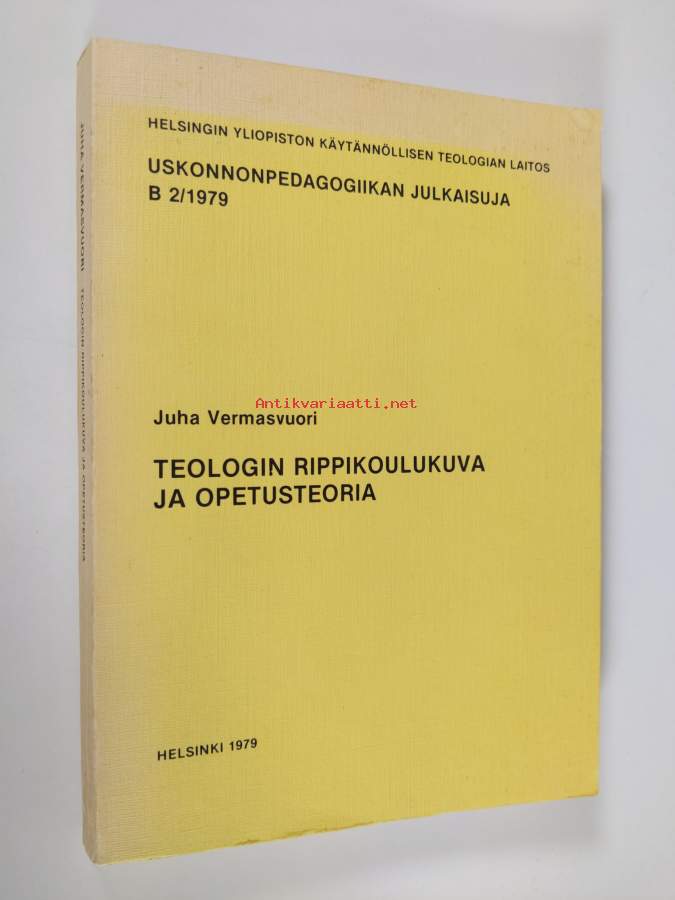 HELSINGIN YLIOPISTON KÄYTÄNNÖLLISEN TEOLOGIAN LAITOS
USKONNONPEDAGOGIIKAN JULKAISUJA
B 2/1979
Antikvariaatti.net
Juha Vermasvuori
TEOLOGIN RIPPIKOULUKUVA
JA OPETUSTEORIA
HELSINKI 1979
JUHA VERMASVUORI TEOLOGIN RIPPIKOULUKUVA JA OPETUSTEORIA